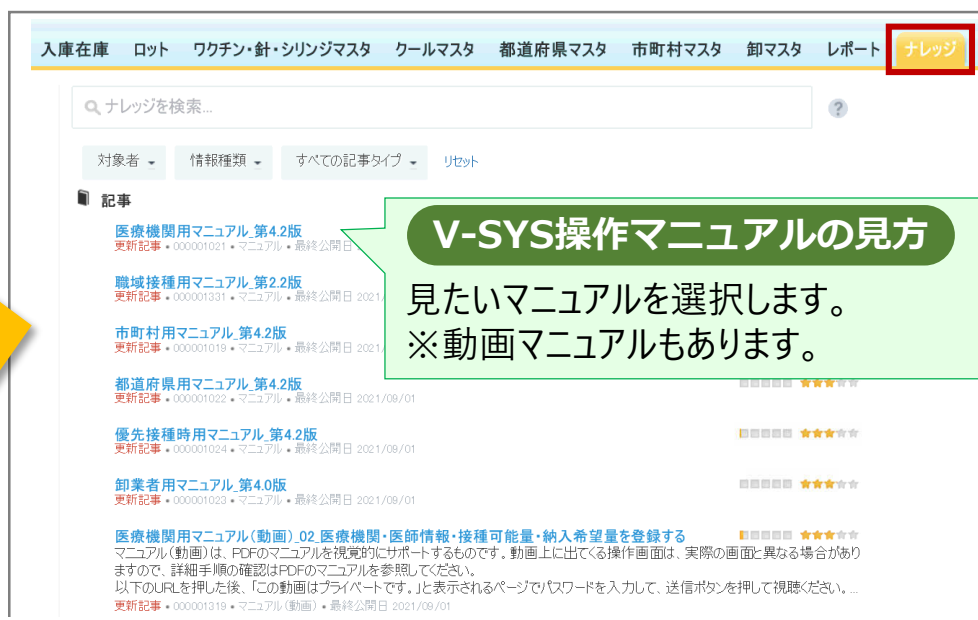 入庫在庫 ロット ワクチン・針・シリンジマスタ クールマスタ 都道府県マスタ 市町村マスタ 卸マスタ レポート ナレッジ
ナレッジを検索...
?
対象者 情報種類 すべての記事タイプ リセット
記事
医療機関用マニュアル_第4.2版
更新記事・000001021・マニュアル・最終公開日
職域接種用マニュアル_第2.2版
更新記事・000001331・マニュアル・最終公開日 2021/
市町村用マニュアル_第4.2版
更新記事・000001019・マニュアル・最終公開日 2021/
V-SYS操作マニュアルの見方
見たいマニュアルを選択します。
※動画マニュアルもあります。
都道府県用マニュアル_第4.2版
更新記事・000001022・マニュアル・最終公開日 2021/09/01
優先接種時用マニュアル_第4.2版
更新記事・000001024・マニュアル・最終公開日 2021/09/01
卸業者用マニュアル_第4.0版
更新記事・000001023・マニュアル・最終公開日 2021/09/01
医療機関用マニュアル(動画)_02_医療機関・医師情報・接種可能量・納入希望量を登録する
マニュアル(動画)は、PDFのマニュアルを視覚的にサポートするものです。動画上に出てくる操作画面は、実際の画面と異なる場合があり
ますので、詳細手順の確認はPDFのマニュアルを参照してください。
以下のURLを押した後、「この動画はプライベートです。」と表示されるページでパスワードを入力して、送信ボタンを押して視聴ください。...
更新記事・000001319・マニュアル(動画)・最終公開日 2021/09/01